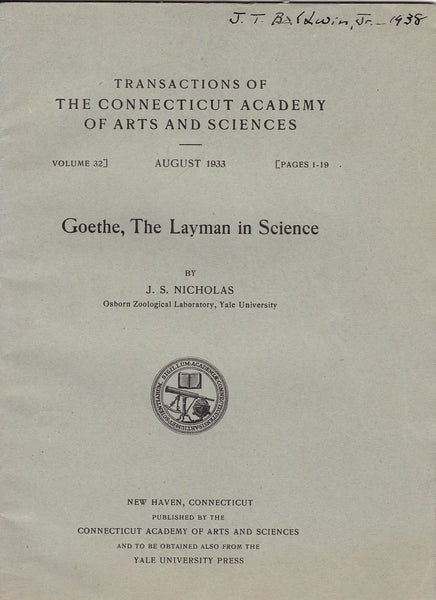 J. T. Baldwin, Jr. - 1938
TRANSACTIONS OF
THE CONNECTICUT ACADEMY
OF ARTS AND SCIENCES
VOLUME 32] AUGUST 1933 [PAGES 1-19
Goethe, The Layman in Science
BY
J. S. NICHOLAS
Osborn Zoological Laboratory, Yale University
NEW HAVEN, CONNECTICUT
PUBLISHED BY THE
CONNECTICUT ACADEMY OF ARTS AND SCIENCES
AND TO BE OBTAINED ALSO FROM THE
YALE UNIVERSITY PRESS